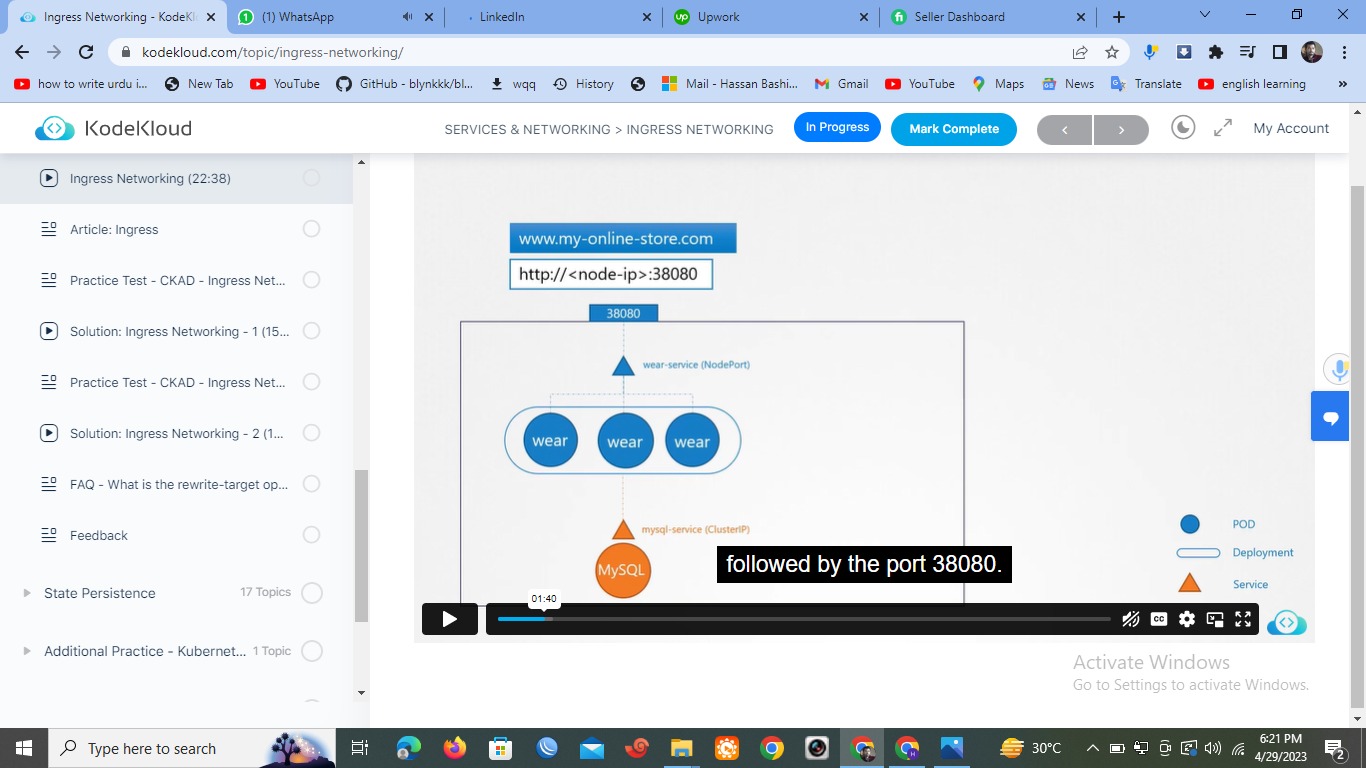 Ingress Networking - KodeKl
(1) WhatsApp
LinkedIn
Upwork
Seller Dashboard
kodekloud.com/topic/ingress-networking/
how to write urdu i...
New Tab
YouTube
GitHub - blynkkk/bl...
wqq
History
Mail - Hassan Bashi...
Gmail
YouTube
Maps
News
Translate
english learning
KodeKloud
SERVICES & NETWORKING > INGRESS NETWORKING
In Progress
Mark Complete
My Account
Ingress Networking (22:38)
Article: Ingress
Practice Test - CKAD - Ingress Net...
Solution: Ingress Networking - 1 (15...
Practice Test - CKAD - Ingress Net...
Solution: Ingress Networking - 2 (1...
FAQ - What is the rewrite-target op...
Feedback
State Persistence
17 Topics
Additional Practice - Kubernet...
1 Topic
www.my-online-store.com
http://<node-ip>:38080
38080
wear-service (NodePort)
wear
wear
wear
mysql-service (ClusterIP)
MySQL
followed by the port 38080.
POD
Deployment
Service
01:40
CC
Activate Windows
Go to Settings to activate Windows.
Type here to search
30°C
6:21 PM
4/29/2023
2